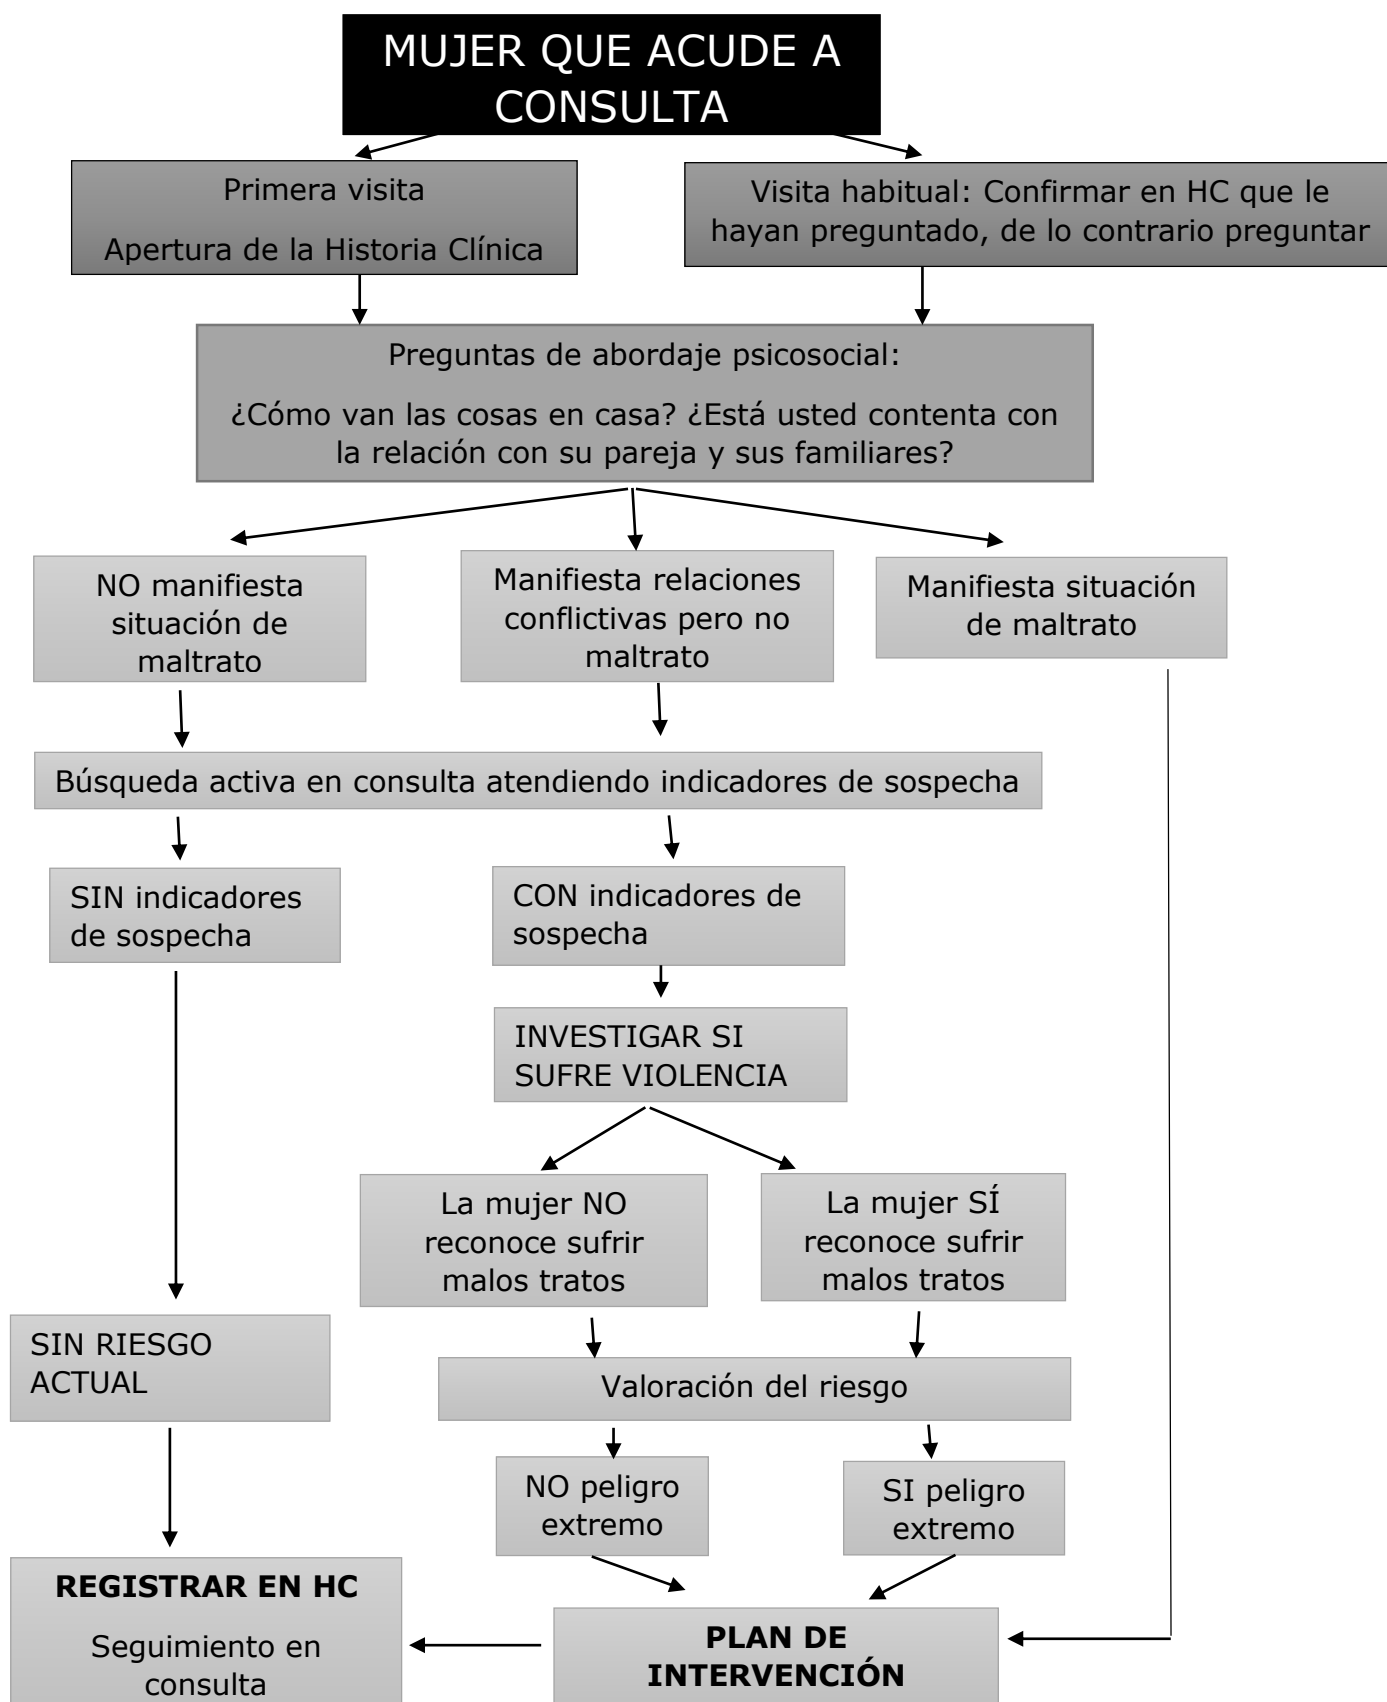 MUJER QUE ACUDE A
CONSULTA
Primera visita
Apertura de la Historia Clínica
Visita habitual: Confirmar en HC que le
hayan preguntado, de lo contrario preguntar
Preguntas de abordaje psicosocial:
¿Cómo van las cosas en casa? ¿Está usted contenta con
la relación con su pareja y sus familiares?
NO manifiesta
situación de
maltrato
Manifiesta relaciones
conflictivas pero no
maltrato
Manifiesta situación
de maltrato
Búsqueda activa en consulta atendiendo indicadores de sospecha
SIN indicadores
de sospecha
CON indicadores de
sospecha
INVESTIGAR SI
SUFRE VIOLENCIA
La mujer NO
reconoce sufrir
malos tratos
La mujer SÍ
reconoce sufrir
malos tratos
SIN RIESGO
ACTUAL
Valoración del riesgo
NO peligro
extremo
SI peligro
extremo
REGISTRAR EN HC
Seguimiento en
consulta
PLAN DE
INTERVENCIÓN